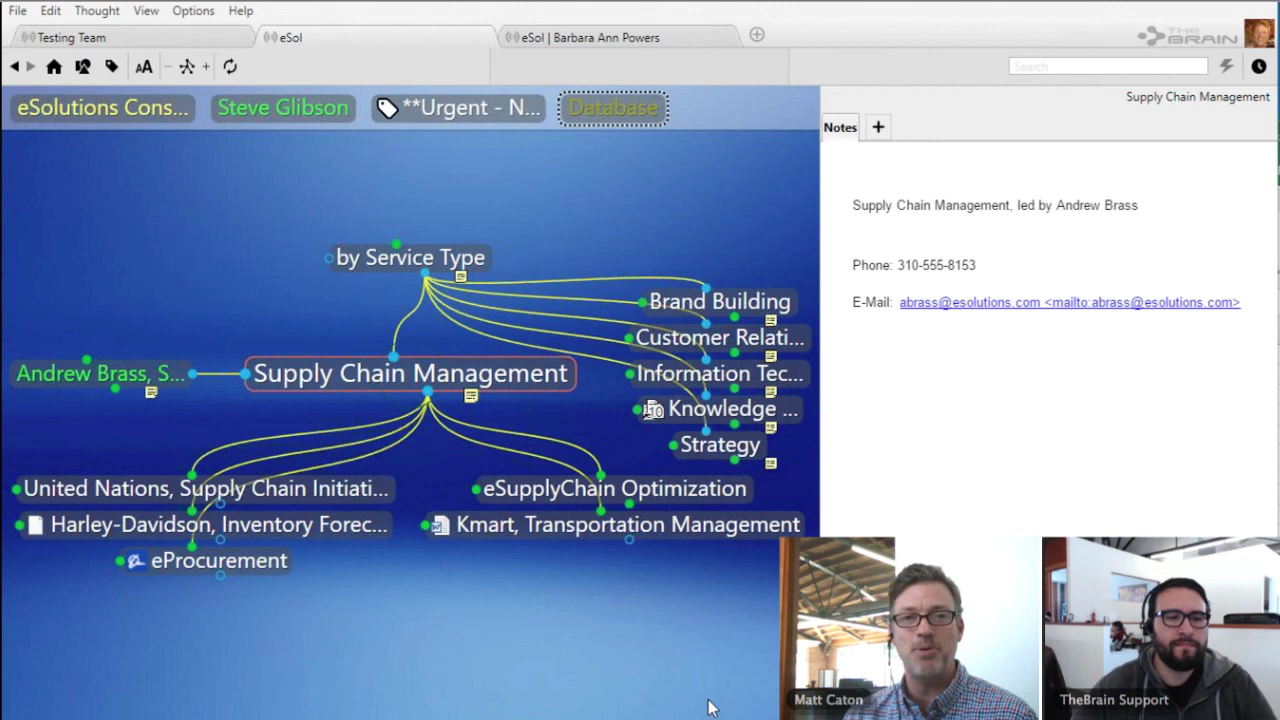 File Edit Thought View Options Help
Testing Team
eSol
eSol | Barbara Ann Powers
THE BRAIN
AA
Search
eSolutions Cons...
Steve Glibson
**Urgent - N...
Database
Supply Chain Management
Notes
Supply Chain Management, led by Andrew Brass
by Service Type
Phone: 310-555-8153
E-Mail: abrass@esolutions.com <mailto:abrass@esolutions.com>
Brand Building
Customer Relati...
Andrew Brass, S...
Supply Chain Management
Information Tec...
Knowledge ...
Strategy
United Nations, Supply Chain Initiati...
eSupplyChain Optimization
Harley-Davidson, Inventory Forec...
Kmart, Transportation Management
eProcurement
Matt Caton
TheBrain Support